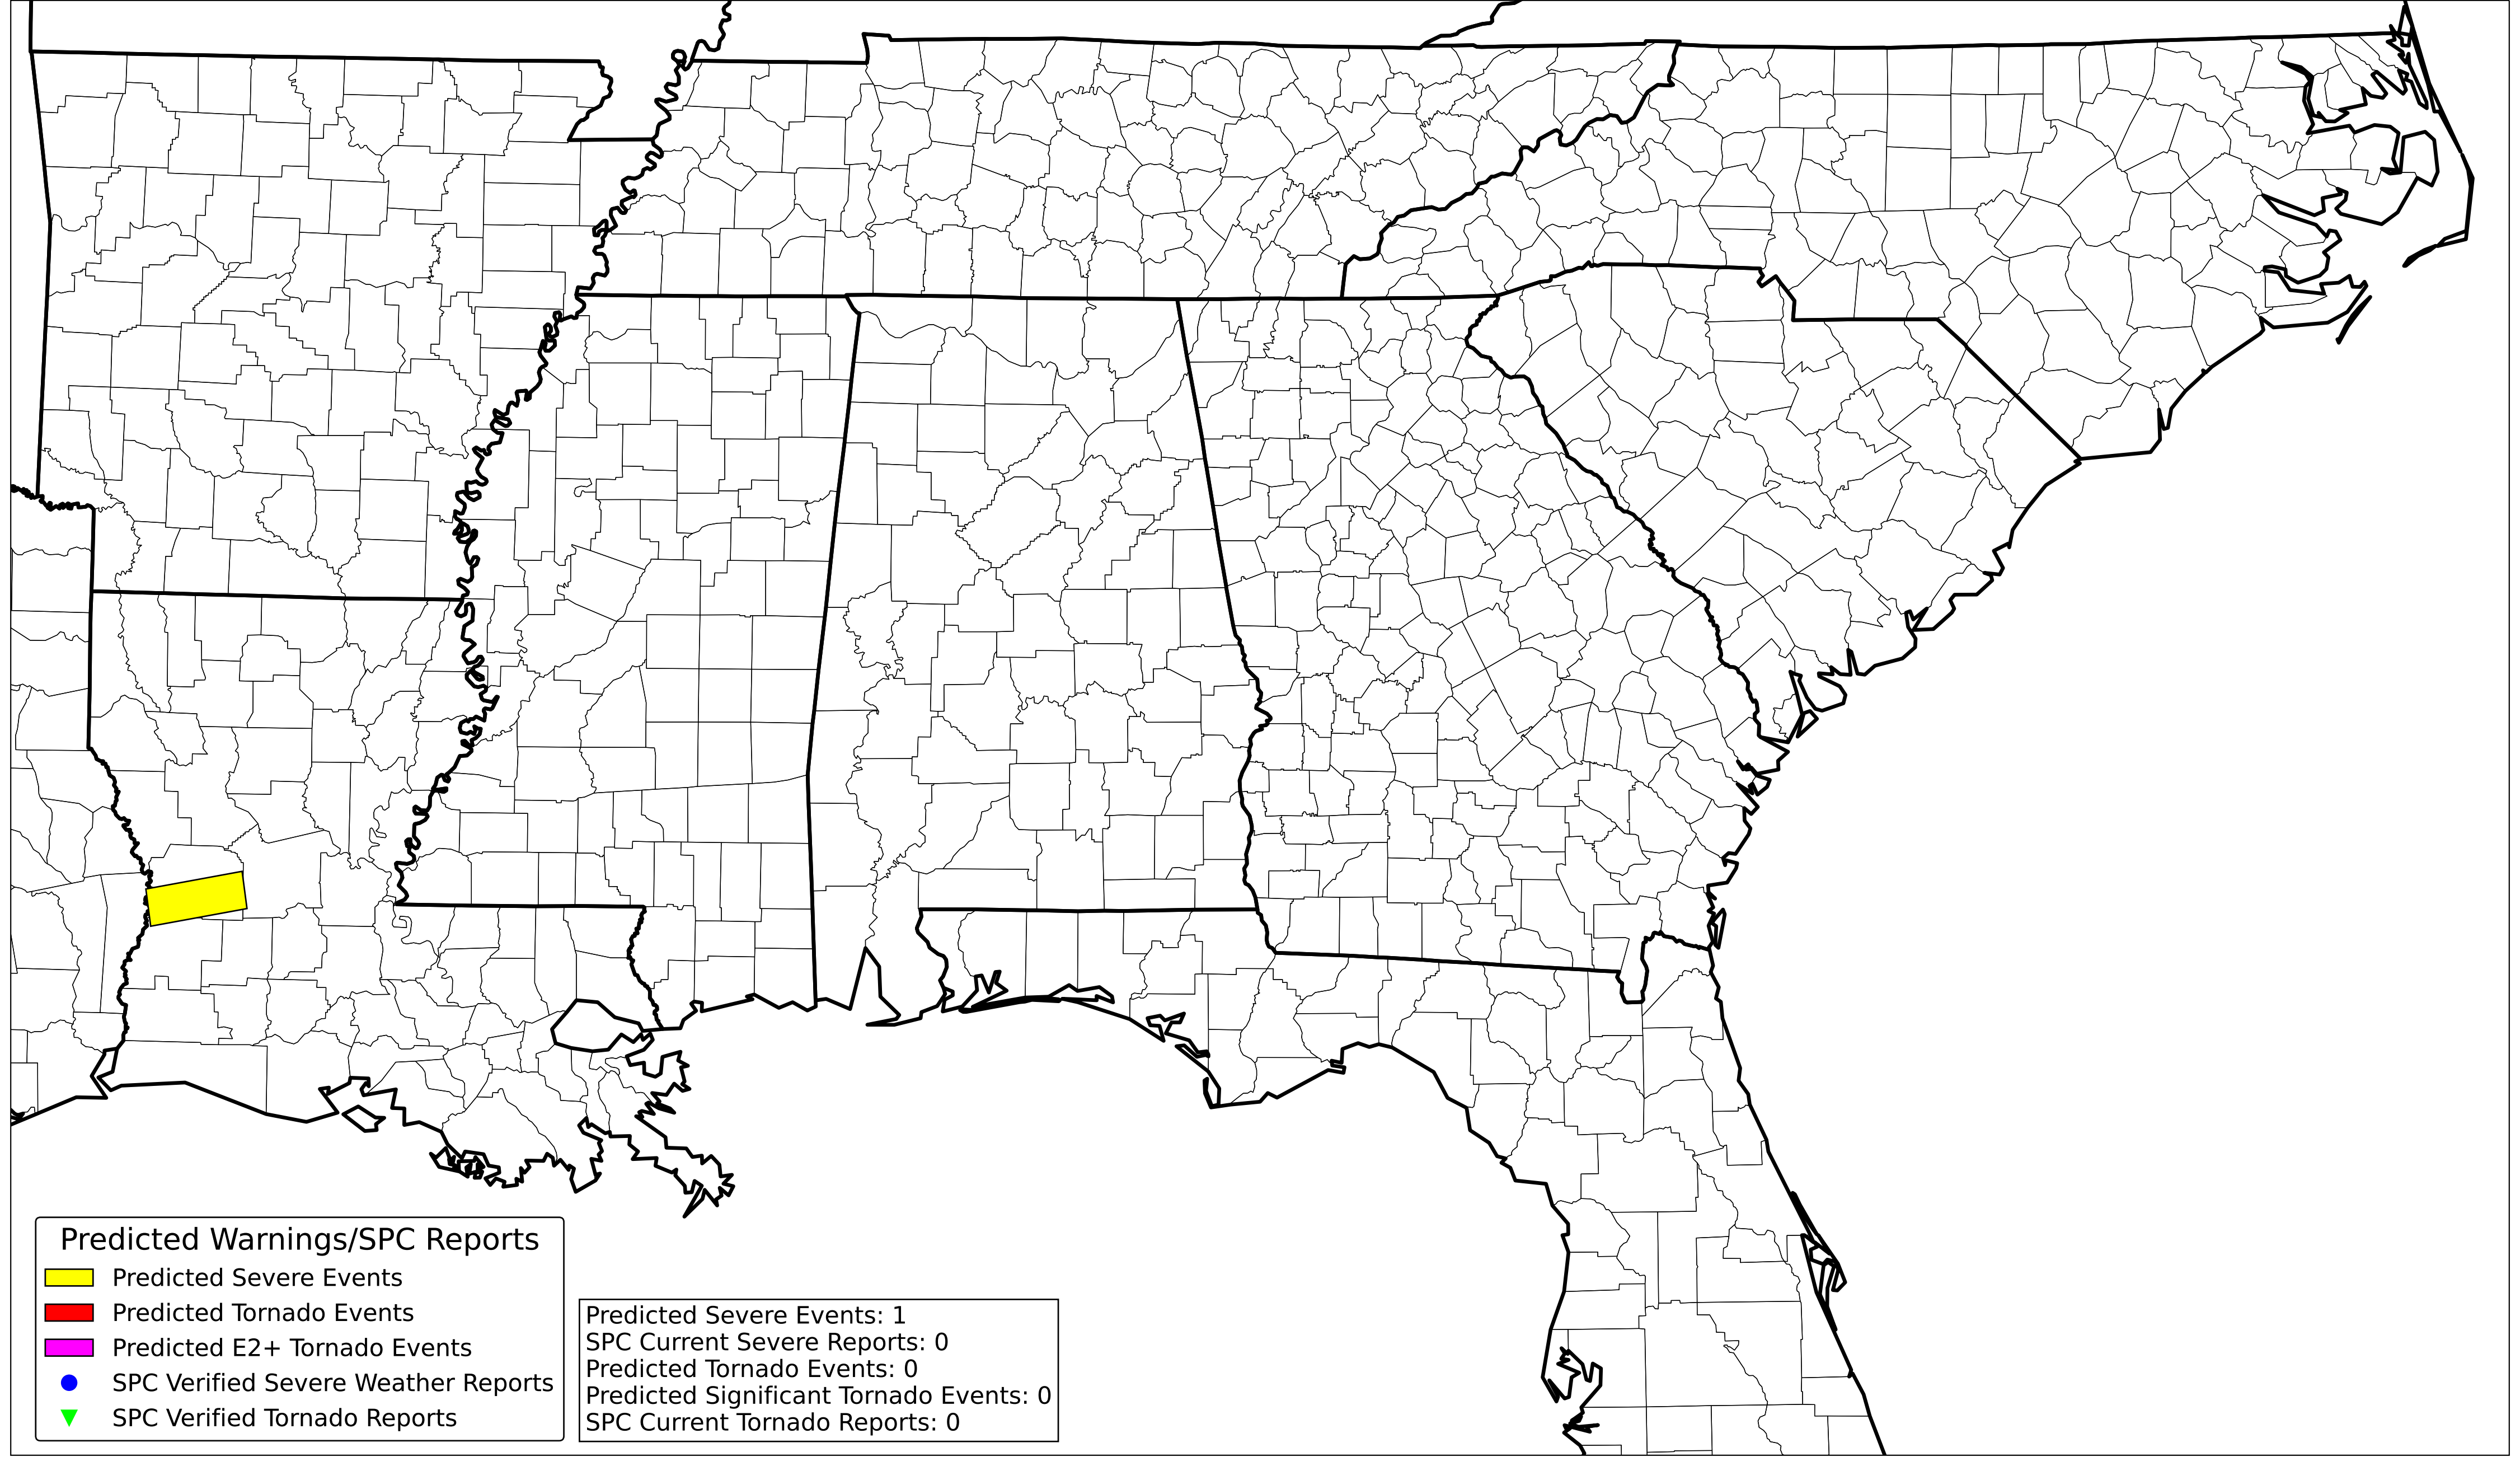 Predicted Warnings/SPC Reports
Predicted Severe Events
Predicted Tornado Events
Predicted E2+ Tornado Events
SPC Verified Severe Weather Reports
SPC Verified Tornado Reports
Predicted Severe Events: 1
SPC Current Severe Reports: 0
Predicted Tornado Events: 0
Predicted Significant Tornado Events: 0
SPC Current Tornado Reports: 0